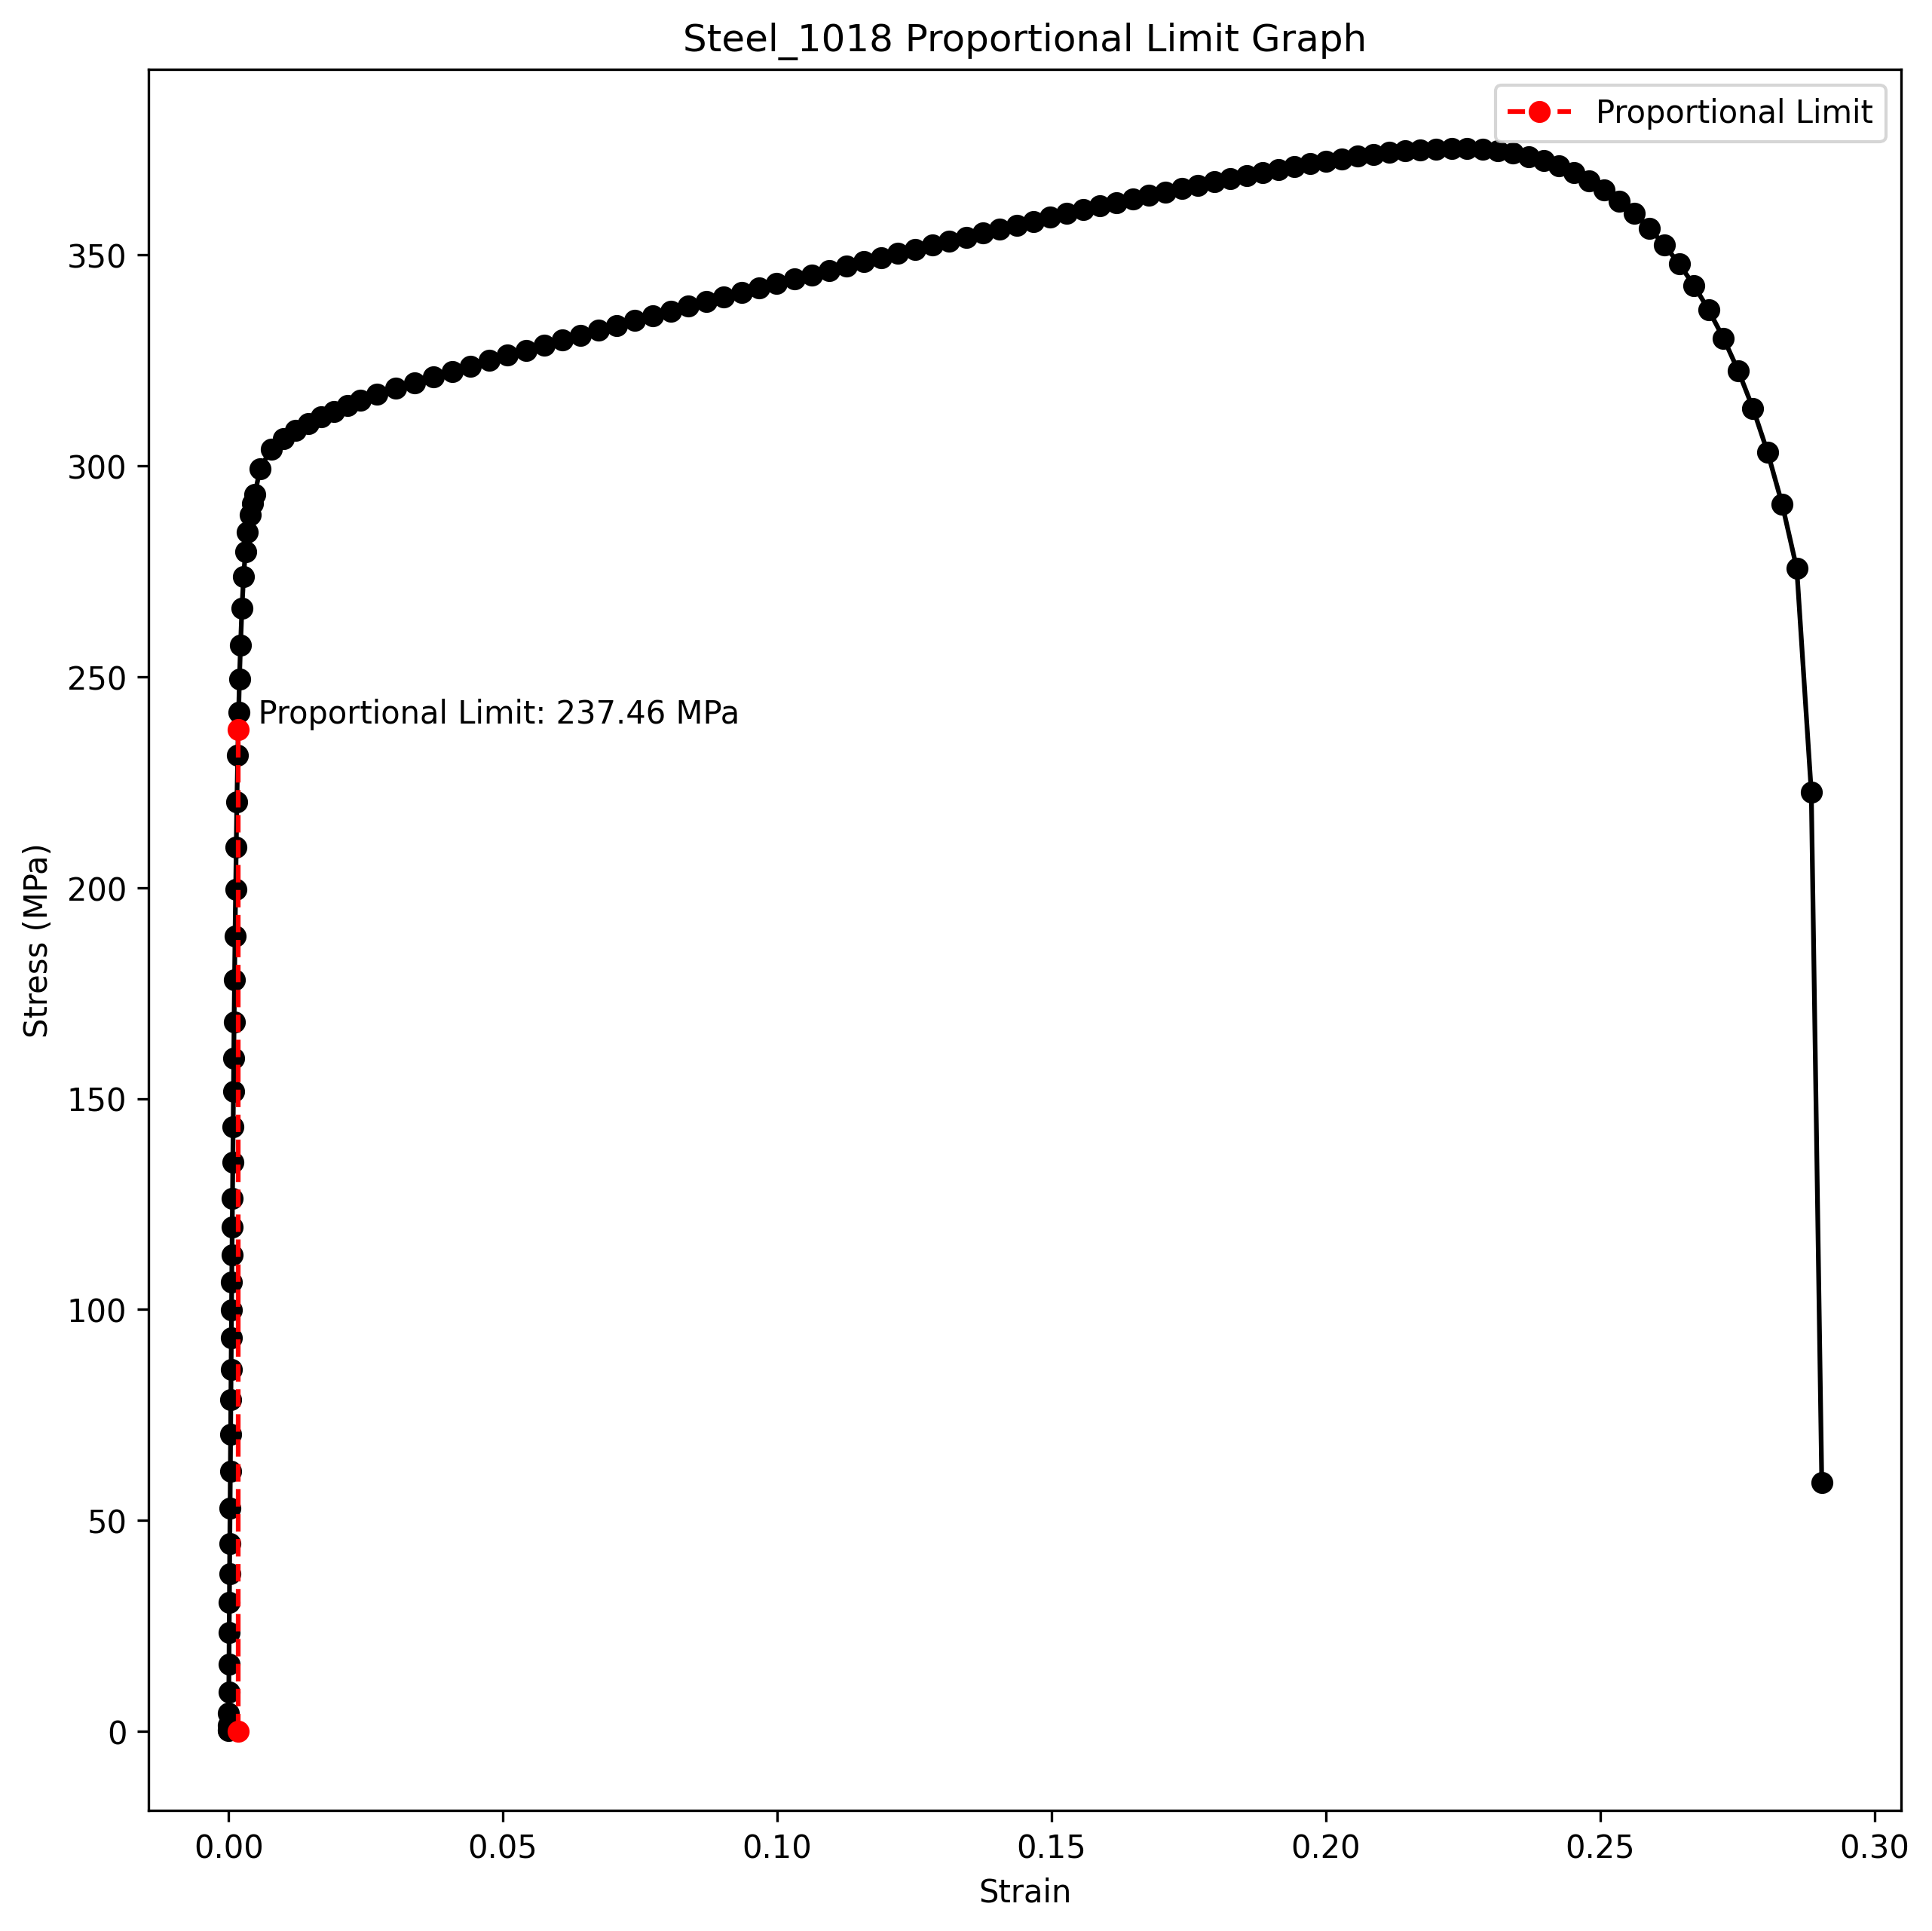 Steel_1018 Proportional Limit Graph
Proportional Limit
350
300
250
Proportional Limit: 237.46 MPa
200
150
100
50
0
Stress (MPa)
0.00 0.05 0.10 0.15 0.20 0.25 0.30
Strain